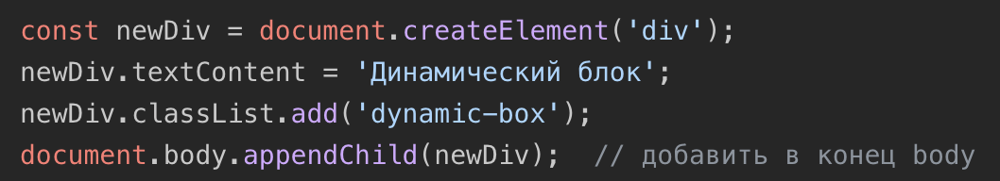 const newDiv = document.createElement('div');
newDiv.textContent = 'Динамический блок';
newDiv.classList.add('dynamic-box');
document.body.appendChild(newDiv);  // добавить в конец body